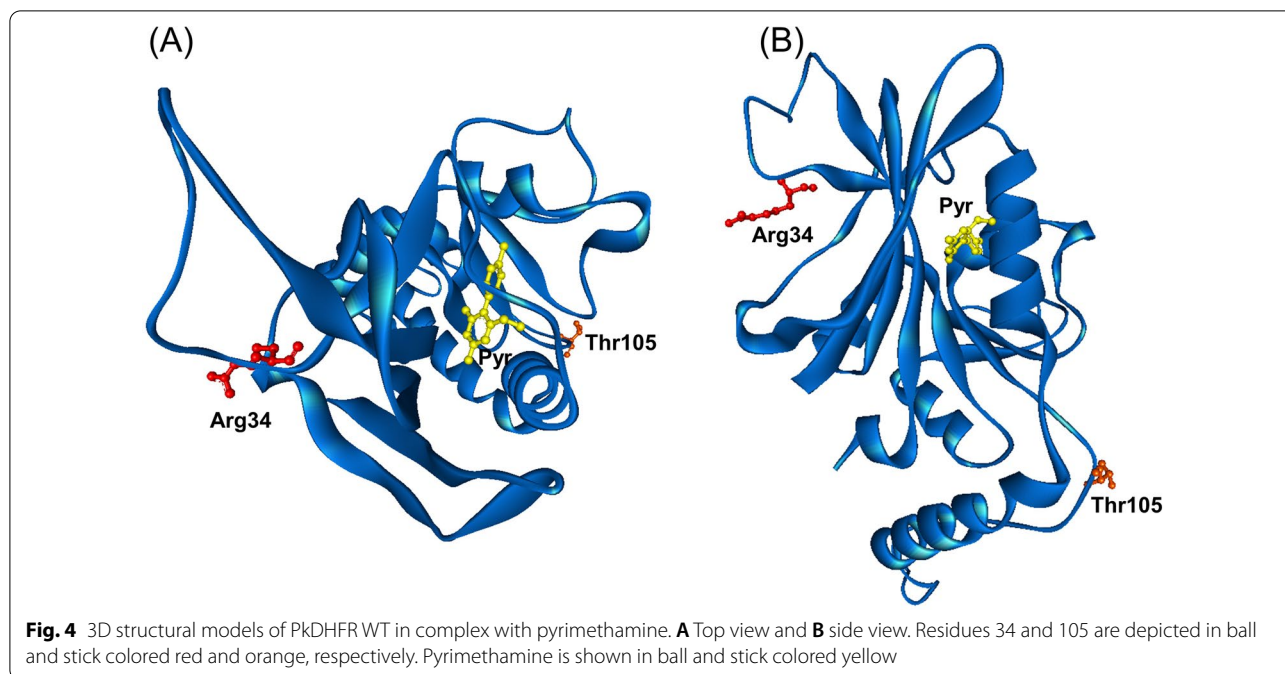 (A)
(B)
Pyr
Arg34
Thr105
Pyr
Arg34
Thr105
Fig. 4 3D structural models of PkDHFR WT in complex with pyrimethamine. A Top view and B side view. Residues 34 and 105 are depicted in ball
and stick colored red and orange, respectively. Pyrimethamine is shown in ball and stick colored yellow